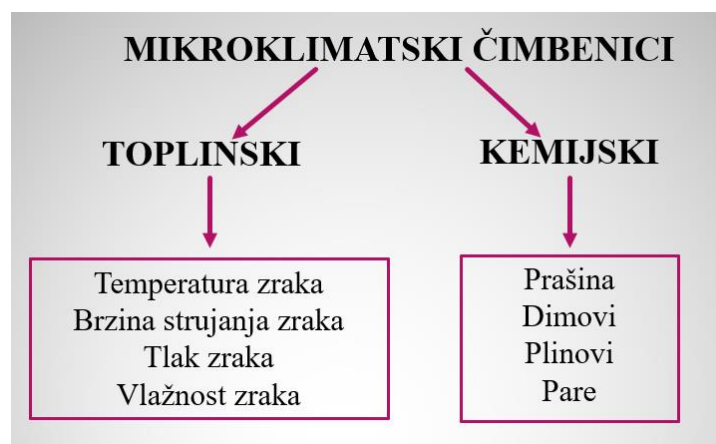 MIKROKLIMATSKI ČIMBENICI
TOPLINSKI
KEMIJSKI
Temperatura zraka
Brzina strujanja zraka
Tlak zraka
Vlažnost zraka
Prašina
Dimovi
Plinovi
Pare